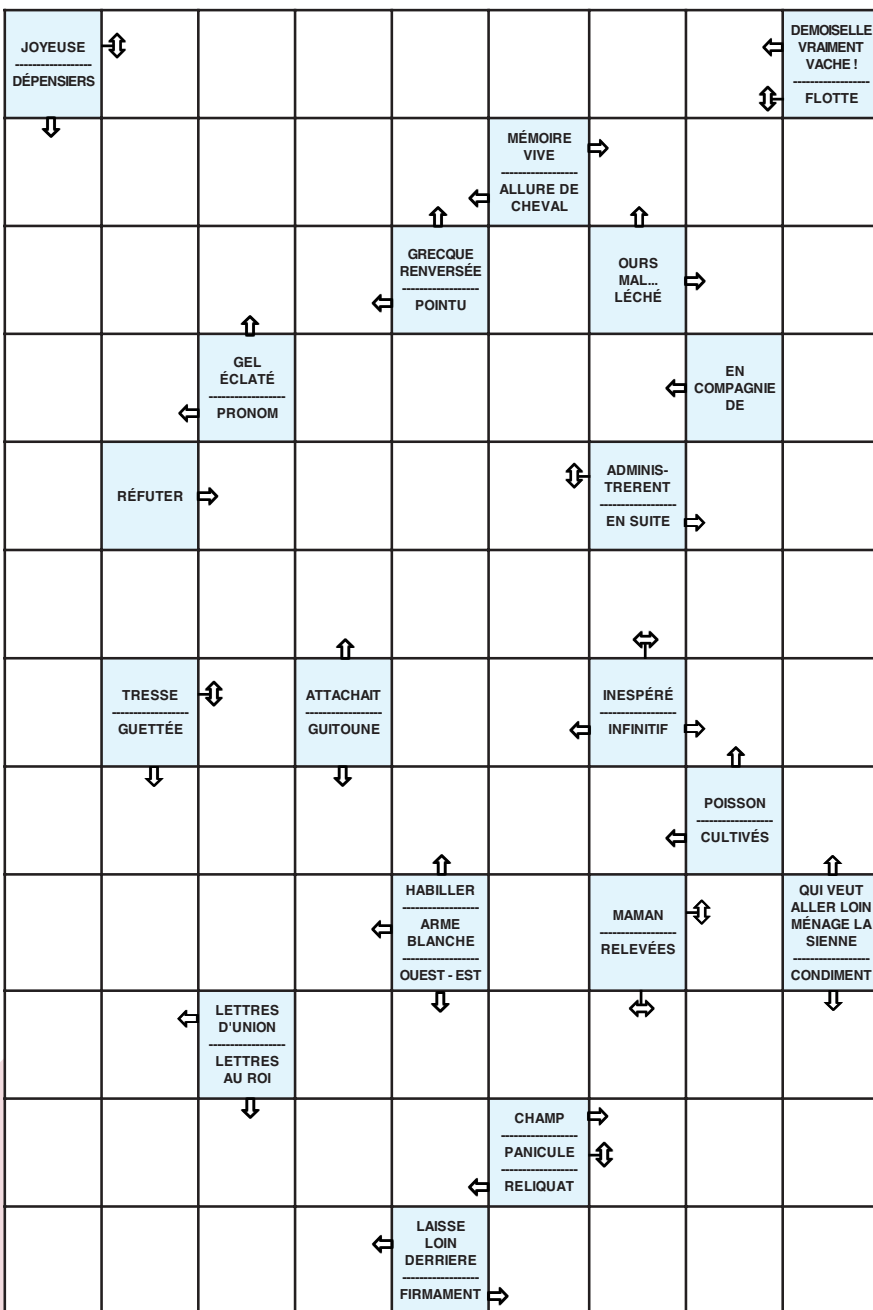 JOYEUSE
DÉPENSIERS
DEMOISELLE
VRAIMENT
VACHE !
FLOTTE
MÉMOIRE
VIVE
ALLURE DE
CHEVAL
GRECQUE
RENVERSÉE
POINTU
OURS
MAL...
LÉCHÉ
GEL
ÉCLATÉ
PRONOM
EN
COMPAGNIE
DE
RÉFUTER
ADMINIS-
TRERENT
EN SUITE
TRESSE
GUETTÉE
ATTACHAIT
GUITOUNE
INESPÉRÉ
INFINITIF
POISSON
CULTIVÉS
HABILLER
ARME
BLANCHE
OUEST - EST
MAMAN
RELEVÉES
QUI VEUT
ALLER LOIN
MÉNAGE LA
SIENNE
CONDIMENT
LETTRES
D'UNION
LETTRES
AU ROI
CHAMP
PANICULE
RELIQUAT
LAISSE
LOIN
DERRIERE
FIRMAMENT